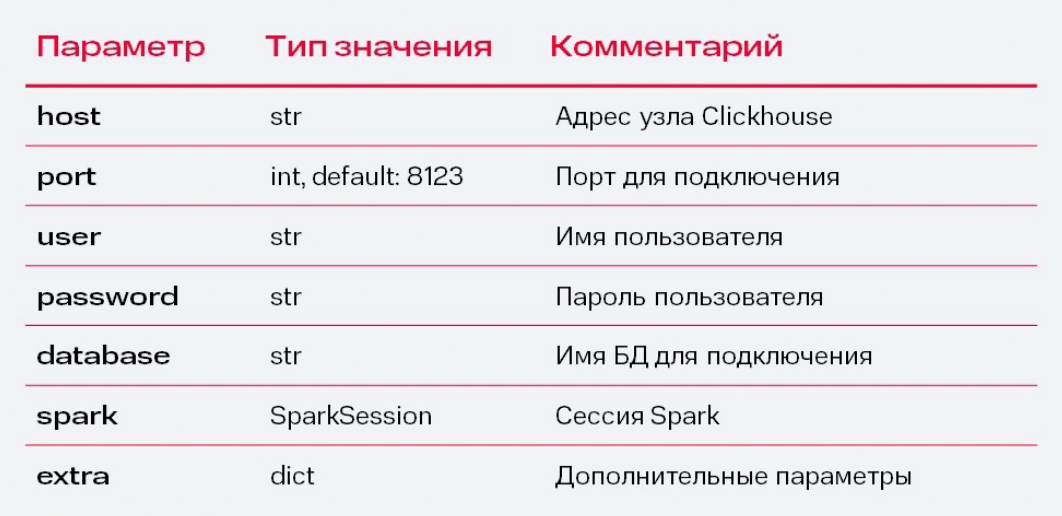 Параметр Тип значения Комментарий
host str Адрес узла Clickhouse
port int, default: 8123 Порт для подключения
user str Имя пользователя
password str Пароль пользователя
database str Имя БД для подключения
spark SparkSession Сессия Spark
extra dict Дополнительные параметры